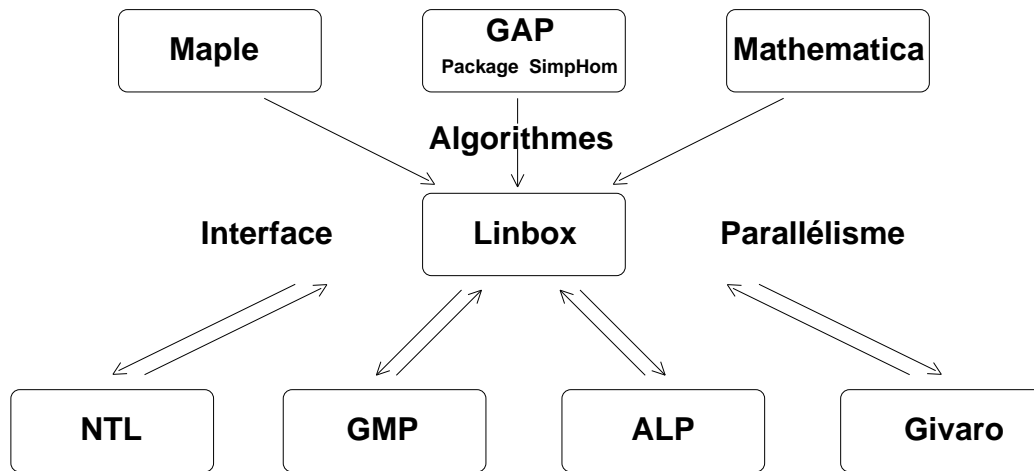 Maple
GAP
Package SimpHom
Mathematica
Algorithmes
Interface
Linbox
Parallélisme
NTL
GMP
ALP
Givaro